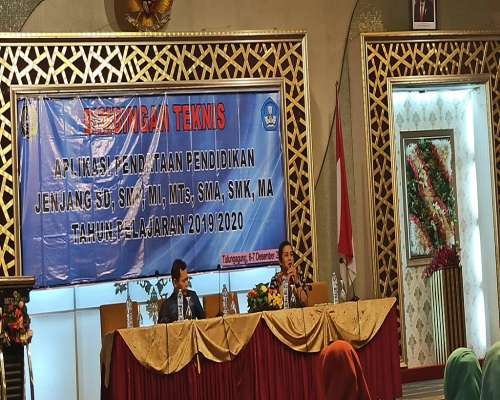 BIMBINGAN TEKNIS
APLIKASI PENDATAAN PENDIDIKAN
JENJANG SD, SMP, MI, MTs, SMA, SMK, MA
TAHUN PELAJARAN 2019/2020
Tulungagung, 6-7 Desember